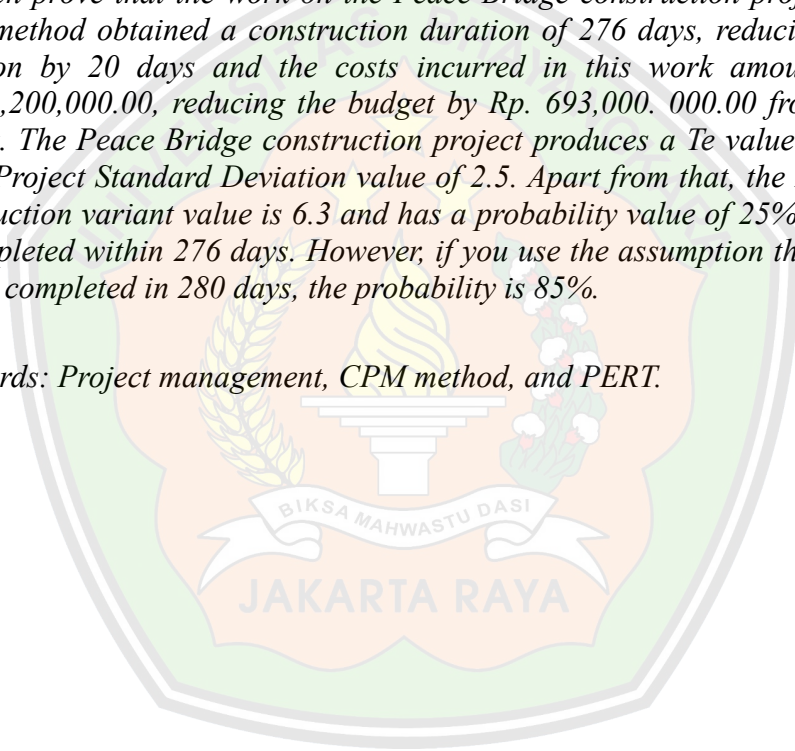 on prove that the work on the Peace Bridge construction proj
method obtained a construction duration of 276 days, reduci
on by 20 days and the costs incurred in this work amou
,200,000.00, reducing the budget by Rp. 693,000. 000.00 fro
. The Peace Bridge construction project produces a Te value
Project Standard Deviation value of 2.5. Apart from that, the
uction variant value is 6.3 and has a probability value of 25%
pleted within 276 days. However, if you use the assumption th
completed in 280 days, the probability is 85%.
rds: Project management, CPM method, and PERT.
BIKSA MAHWASTU DASI
JAKARTA RAYA